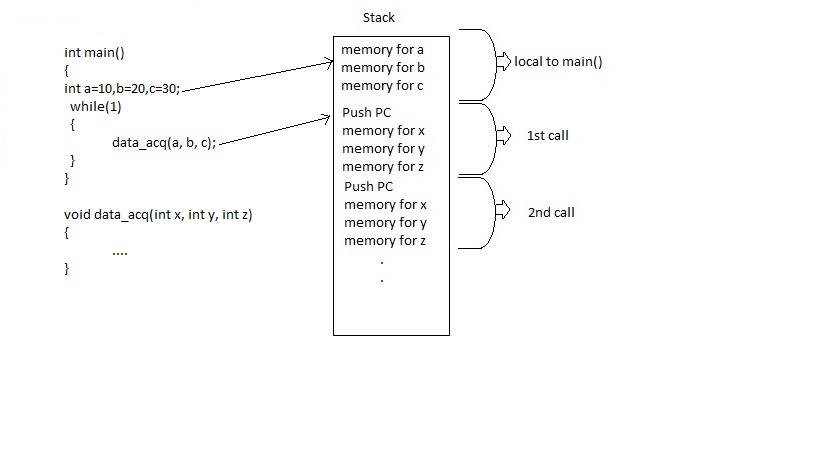 Stack
int main()
{
int a=10,b=20,c=30;
while(1)
{
data_acq(a, b, c);
}
}
void data_acq(int x, int y, int z)
{
....
}
memory for a
memory for b
memory for c
Push PC
memory for x
memory for y
memory for z
Push PC
memory for x
memory for y
memory for z
.
.
local to main()
1st call
2nd call